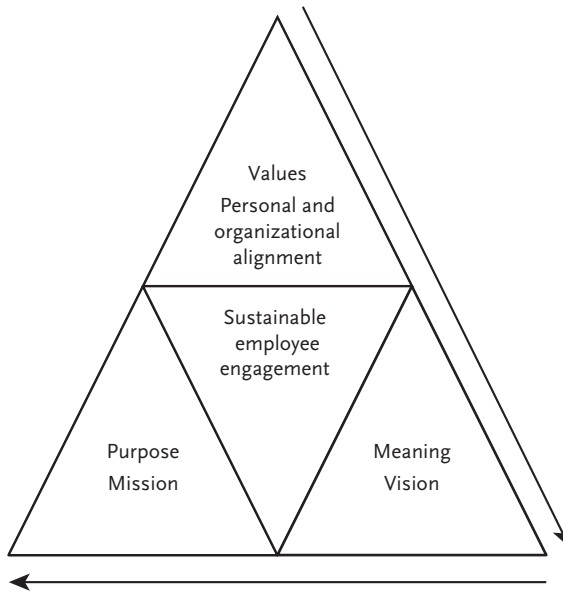 Values
Personal and
organizational
alignment
Sustainable
employee
engagement
Purpose
Mission
Meaning
Vision